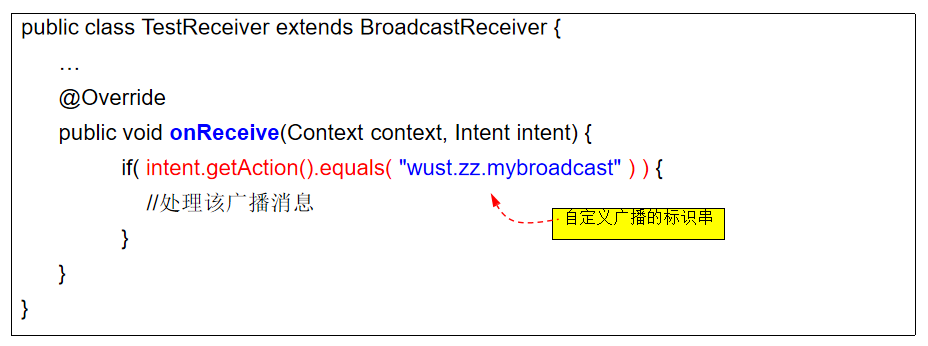 public class TestReceiver extends BroadcastReceiver {
…
@Override
public void onReceive(Context context, Intent intent) {
if( intent.getAction().equals( "wust.zz.mybroadcast" ) ) {
//处理该广播消息
自定义广播的标识串
}
}
}